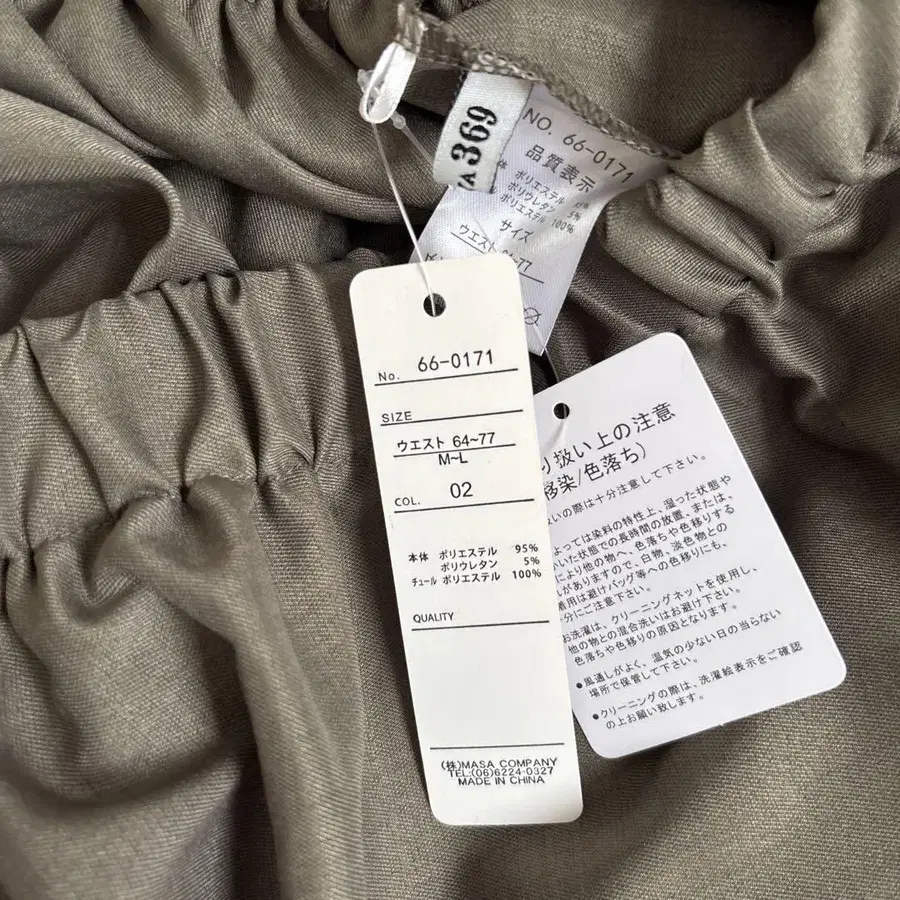 369
NO. 66-0171
品質表示
ポリエステル
ポリウレタン 5%
ポリエステル 100%
サイズ
ウエスト
No. 66-0171
SIZE
ウエスト 64~77
M~L
COL. 02
本体 ポリエステル 95%
ポリウレタン 5%
チュール ポリエステル 100%
QUALITY
(株)MASA COMPANY
TEL:(06)6224-0327
MADE IN CHINA
り扱い上の注意
移染/色落ち)
いの際は十分注意して下さい。
よっては染料の特性上、湿った状態や
いた状態での長時間の放置、または、
により他の物へ、色落ちや色移りする
がありますので、白物、淡色物との
着用は避けバッグ等への色移りにも、
分にご注意下さい。
お洗濯は、クリーニングネットを使用し、
他の物との混合洗いはお避け下さい。
色落ちや色移りの原因となります。
●風通しがよく、湿気の少ない日の当らない
場所で保管して下さい。
●クリーニングの際は、洗濯絵表示をご確認
の上お願い致します。